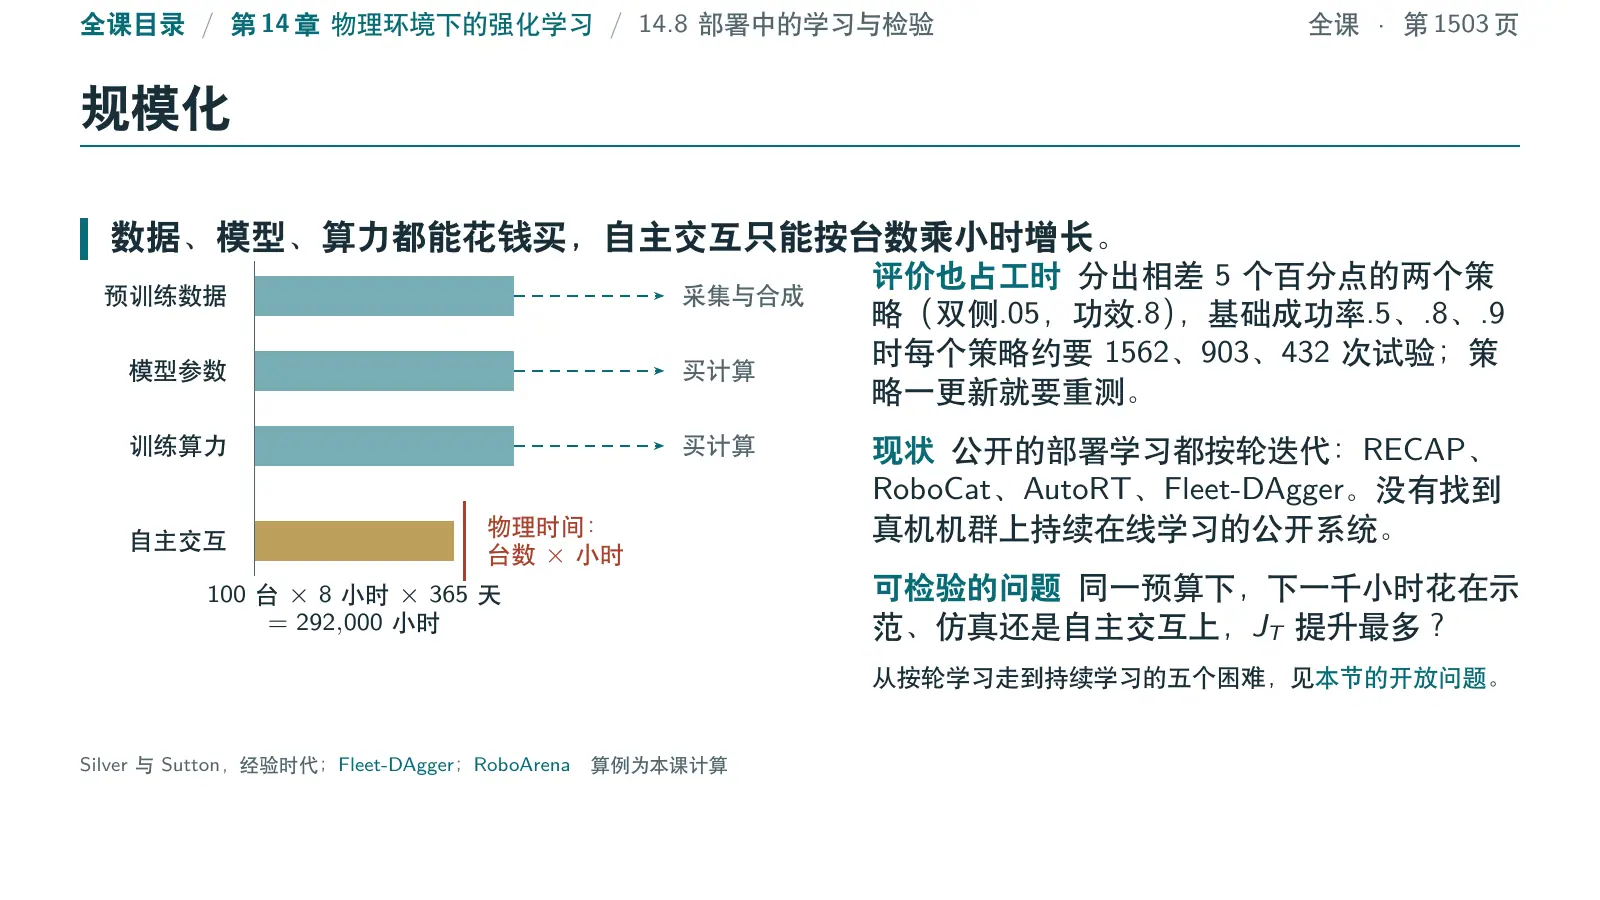 全课目录 / 第 14 章 物理环境下的强化学习 / 14.8 部署中的学习与检验
全课 · 第 1503 页
规模化
数据、模型、算力都能花钱买，自主交互只能按台数乘小时增长。
预训练数据
采集与合成
模型参数
买计算
训练算力
买计算
自主交互
物理时间：
台数 × 小时
100 台 × 8 小时 × 365 天
= 292,000 小时
评价也占工时 分出相差 5 个百分点的两个策
略（双侧.05，功效.8），基础成功率.5、.8、.9
时每个策略约要 1562、903、432 次试验；策
略一更新就要重测。
现状 公开的部署学习都按轮迭代：RECAP、
RoboCat、AutoRT、Fleet-DAgger。没有找到
真机机群上持续在线学习的公开系统。
可检验的问题 同一预算下，下一千小时花在示
范、仿真还是自主交互上，J_T 提升最多？
从按轮学习走到持续学习的五个困难，见本节的开放问题。
Silver 与 Sutton，经验时代；Fleet-DAgger；RoboArena 算例为本课计算